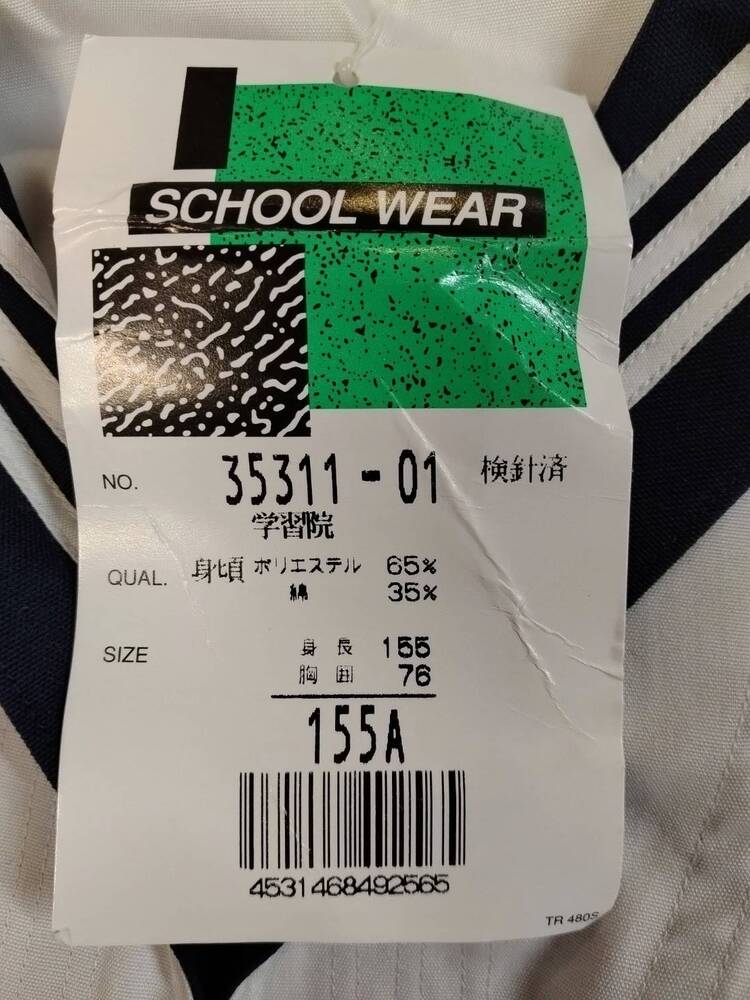 SCHOOL WEAR
NO. 35311-01 検針済
学習院
QUAL. 身頃 ポリエステル 65%
綿 35%
SIZE 身長 155
胸囲 76
155A
4531468492565
TR 480S